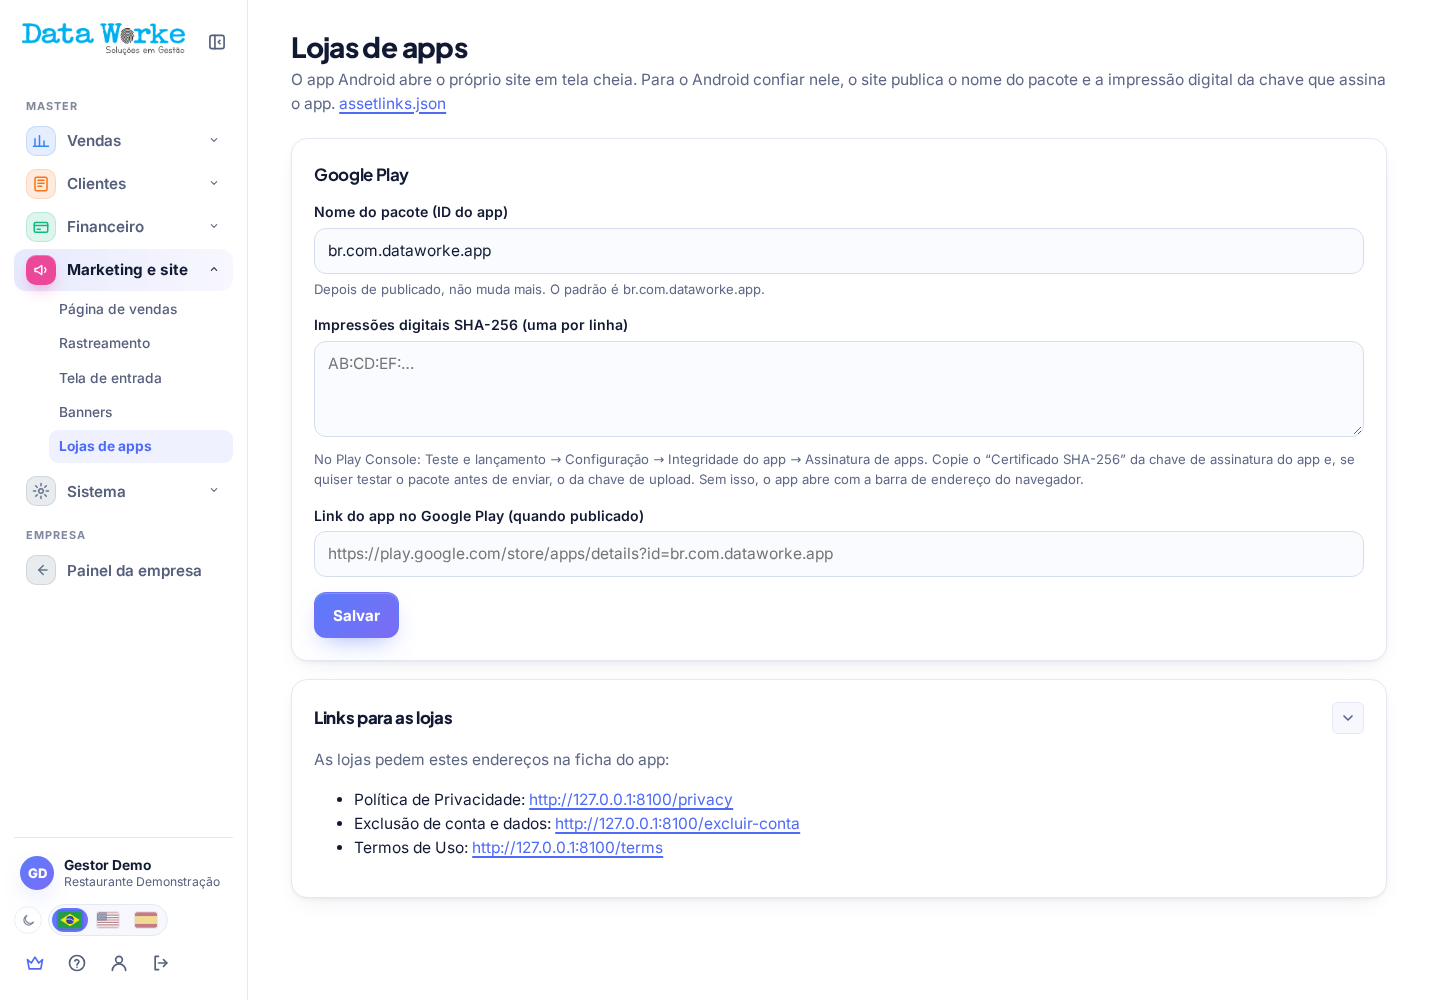 Data Worke
Soluções em Gestão
MASTER
Vendas
Clientes
Financeiro
Marketing e site
Página de vendas
Rastreamento
Tela de entrada
Banners
Lojas de apps
Sistema
EMPRESA
Painel da empresa
GD
Gestor Demo
Restaurante Demonstração
Lojas de apps
O app Android abre o próprio site em tela cheia. Para o Android confiar nele, o site publica o nome do pacote e a impressão digital da chave que assina
o app. assetlinks.json
Google Play
Nome do pacote (ID do app)
br.com.dataworke.app
Depois de publicado, não muda mais. O padrão é br.com.dataworke.app.
Impressões digitais SHA-256 (uma por linha)
AB:CD:EF:...
No Play Console: Teste e lançamento → Configuração → Integridade do app → Assinatura de apps. Copie o “Certificado SHA-256” da chave de assinatura do app e, se
quiser testar o pacote antes de enviar, o da chave de upload. Sem isso, o app abre com a barra de endereço do navegador.
Link do app no Google Play (quando publicado)
https://play.google.com/store/apps/details?id=br.com.dataworke.app
Salvar
Links para as lojas
As lojas pedem estes endereços na ficha do app:
• Política de Privacidade: http://127.0.0.1:8100/privacy
• Exclusão de conta e dados: http://127.0.0.1:8100/excluir-conta
• Termos de Uso: http://127.0.0.1:8100/terms